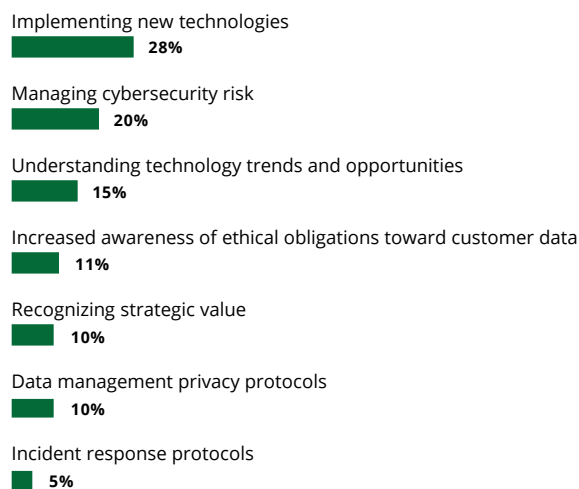 Implementing new technologies
28%
Managing cybersecurity risk
20%
Understanding technology trends and opportunities
15%
Increased awareness of ethical obligations toward customer data
11%
Recognizing strategic value
10%
Data management privacy protocols
10%
Incident response protocols
5%